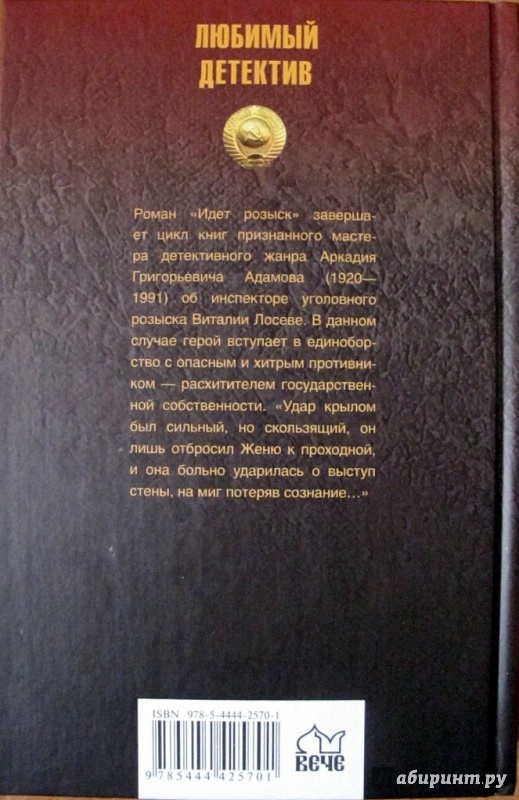 ЛЮБИМЫЙ
ДЕТЕКТИВ
Роман «Идет розыск» заверша-
ет цикл книг признанного масте-
ра детективного жанра Аркадия
Григорьевича Адамова (1920—
1991) об инспекторе уголовного
розыска Виталии Лосеве. В данном
случае герой вступает в единобор-
ство с опасным и хитрым противни-
ком — расхитителем государствен-
ной собственности. «Удар крылом
был сильный, но скользящий, он
лишь отбросил Женю к проходной,
и она больно ударилась о выступ
стены, на миг потеряв сознание...»
ISBN 978-5-4444-2570-1
9 785444 425701
ВЕЧЕ
абиринт.ру